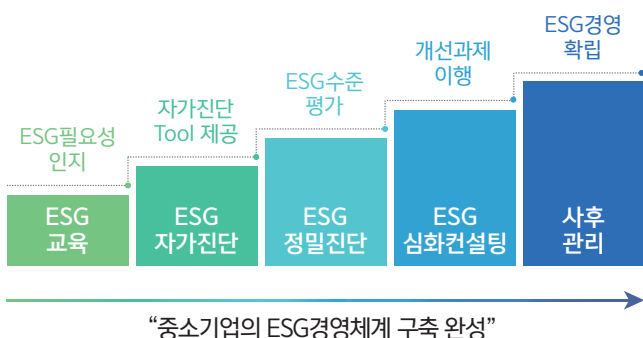 ESG필요성
인지
자가진단
Tool 제공
ESG수준
평가
개선과제
이행
ESG경영
확립
ESG
교육
ESG
자가진단
ESG
정밀진단
ESG
심화컨설팅
사후
관리
“중소기업의 ESG경영체계 구축 완성”